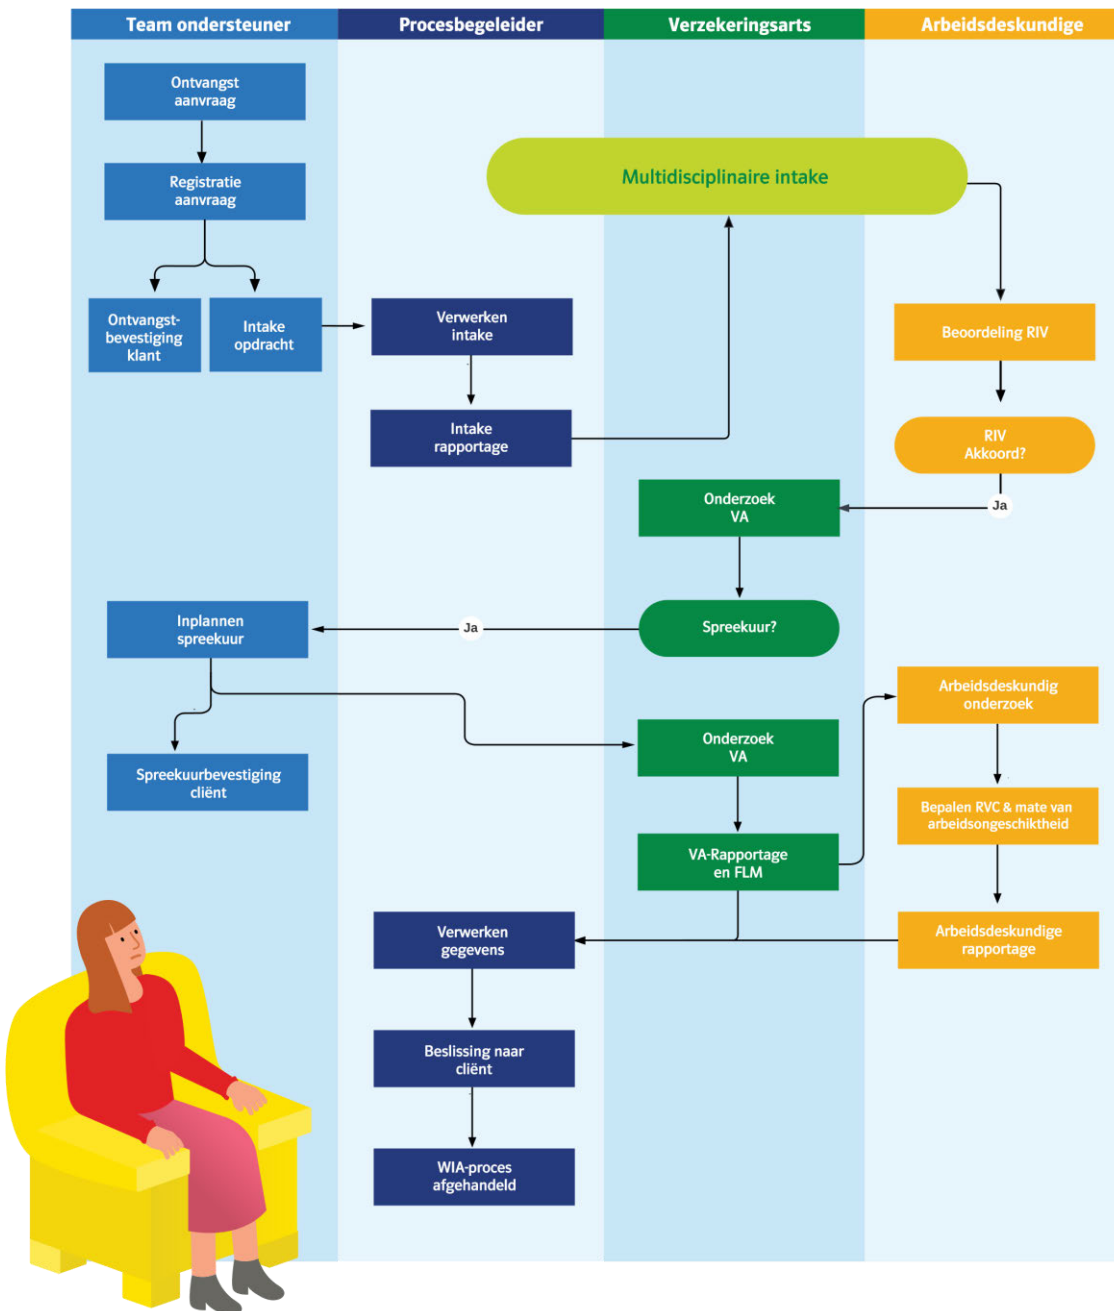 Team ondersteuner
Procesbegeleider
Verzekeringsarts
Arbeidsdeskundige
Ontvangst
aanvraag
Registratie
aanvraag
Multidisciplinaire intake
Ontvangst-
bevestiging
klant
Intake
opdracht
Verwerken
intake
Beoordeling RIV
Intake
rapportage
RIV
Akkoord?
Ja
Onderzoek
VA
Spreekuur?
Ja
Inplannen
spreekuur
Spreekuurbevestiging
cliënt
Onderzoek
VA
Arbeidsdeskundig
onderzoek
Bepalen RVC & mate van
arbeidsongeschiktheid
VA-Rapportage
en FLM
Arbeidsdeskundige
rapportage
Verwerken
gegevens
Beslissing naar
cliënt
WIA-proces
afgehandeld